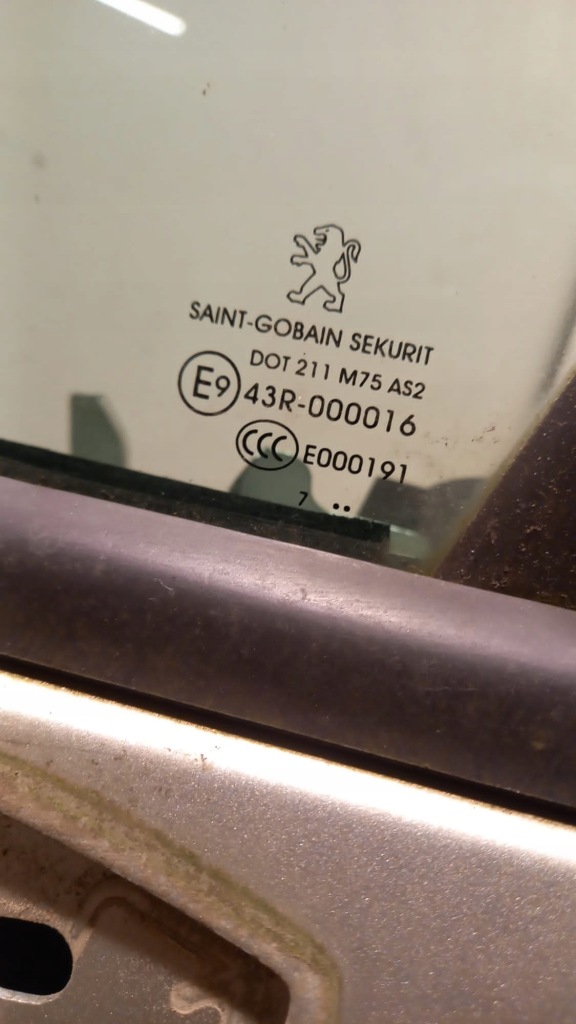 SAINT-GOBAIN SEKURIT
DOT 211 M75 AS2
E9 43R-000016
CCC E000191
7 ..